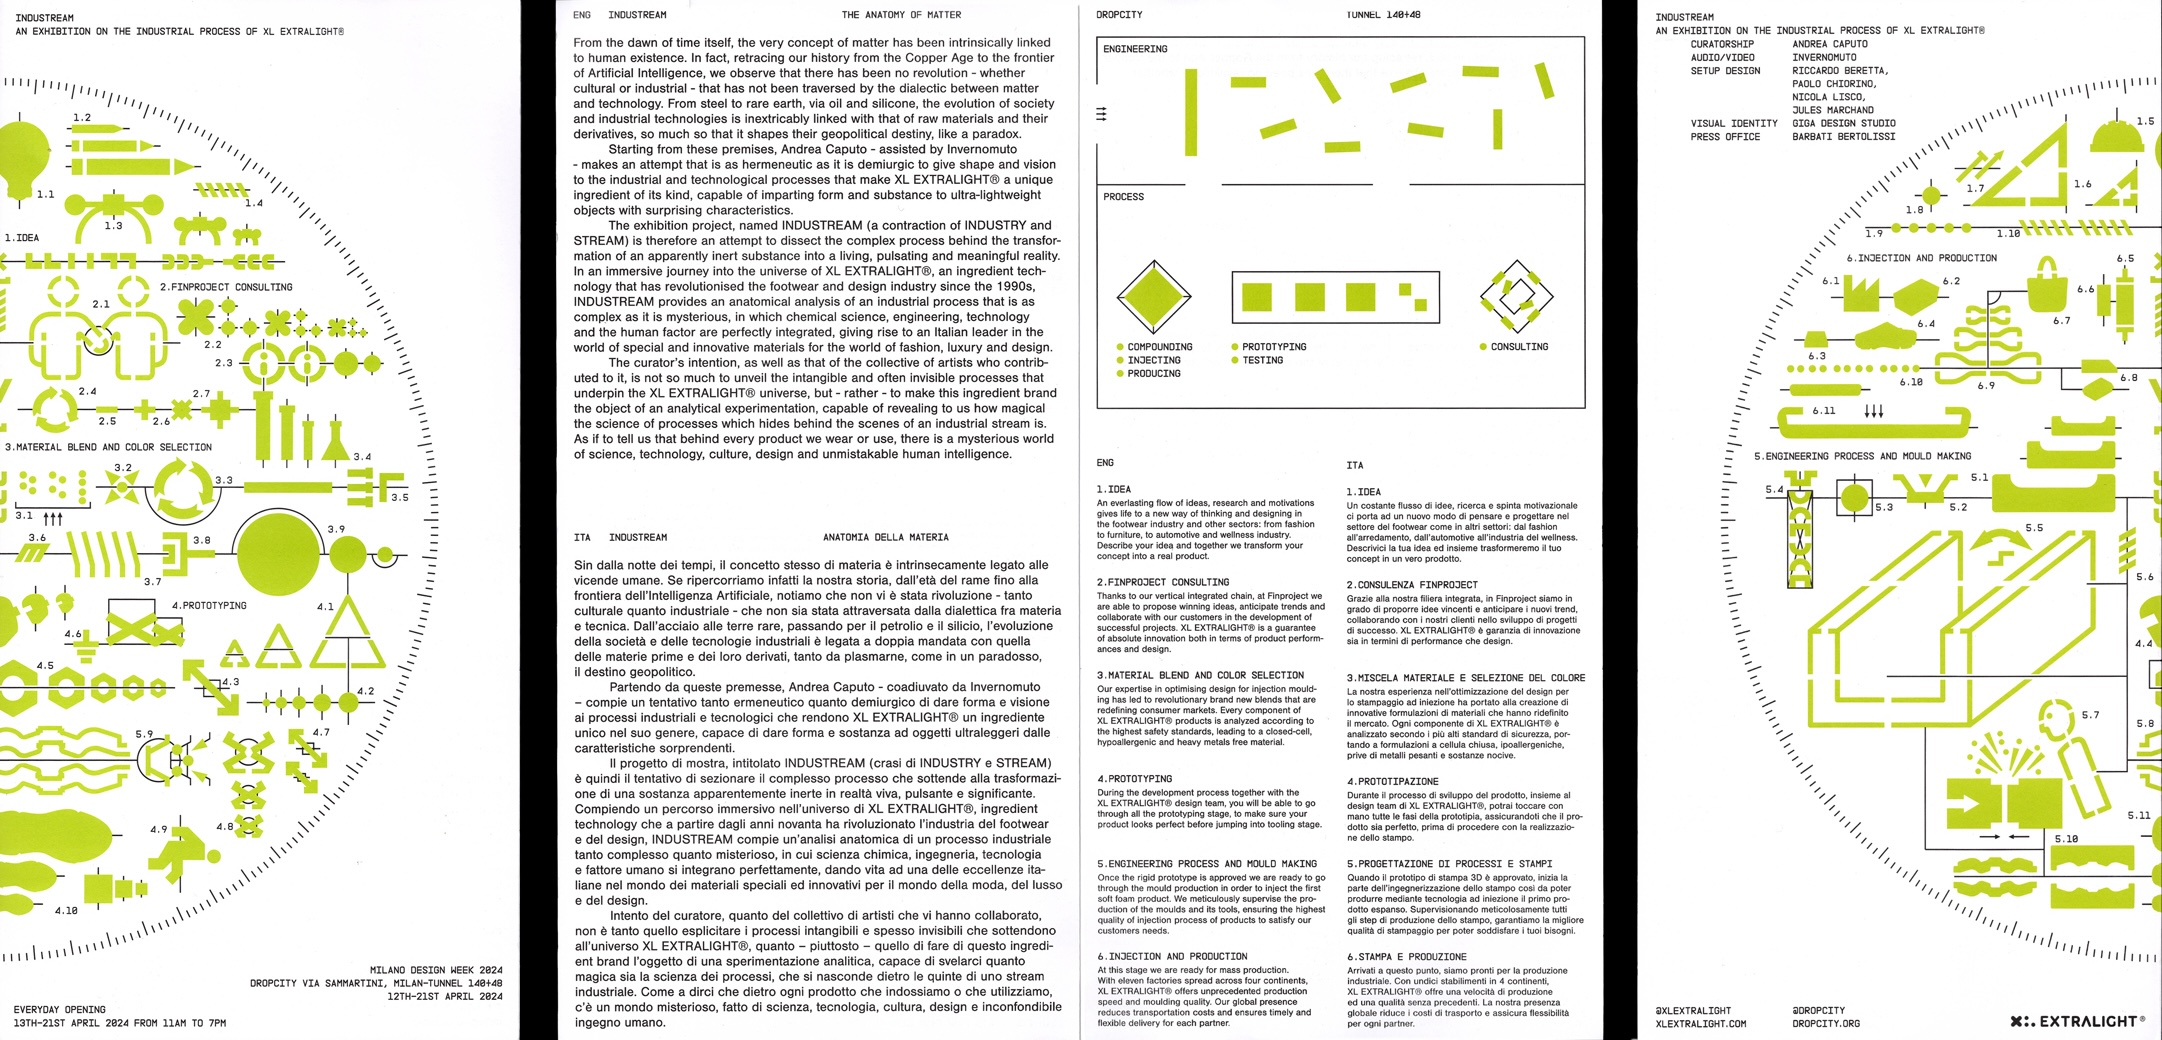 INDUSTREAM
AN EXHIBITION ON THE INDUSTRIAL PROCESS OF XL EXTRALIGHT®
1.2
1.1
1.4
1.3
1.IDEA
2.FINPROJECT CONSULTING
2.1
2.2
2.3
2.4
2.7
2.5
2.6
3.MATERIAL BLEND AND COLOR SELECTION
3.4
3.2
3.3
3.5
3.1
3.9
3.6
3.8
3.7
4.PROTOTYPING
4.1
4.6
4.5
4.3
4.2
5.9
4.7
4.9
4.8
4.10
MILANO DESIGN WEEK 2024
DROPCITY VIA SAMMARTINI, MILAN-TUNNEL 140+48
12TH-21ST APRIL 2024
EVERYDAY OPENING
13TH-21ST APRIL 2024 FROM 11AM TO 7PM
ENG INDUSTREAM THE ANATOMY OF MATTER
From the dawn of time itself, the very concept of matter has been intrinsically linked
to human existence. In fact, retracing our history from the Copper Age to the frontier
of Artificial Intelligence, we observe that there has been no revolution - whether
cultural or industrial - that has not been traversed by the dialectic between matter
and technology. From steel to rare earth, via oil and silicone, the evolution of society
and industrial technologies is inextricably linked with that of raw materials and their
derivatives, so much so that it shapes their geopolitical destiny, like a paradox.
Starting from these premises, Andrea Caputo - assisted by Invernomuto
- makes an attempt that is as hermeneutic as it is demiurgic to give shape and vision
to the industrial and technological processes that make XL EXTRALIGHT® a unique
ingredient of its kind, capable of imparting form and substance to ultra-lightweight
objects with surprising characteristics.
The exhibition project, named INDUSTREAM (a contraction of INDUSTRY and
STREAM) is therefore an attempt to dissect the complex process behind the transfor-
mation of an apparently inert substance into a living, pulsating and meaningful reality.
In an immersive journey into the universe of XL EXTRALIGHT®, an ingredient tech-
nology that has revolutionised the footwear and design industry since the 1990s,
INDUSTREAM provides an anatomical analysis of an industrial process that is as
complex as it is mysterious, in which chemical science, engineering, technology
and the human factor are perfectly integrated, giving rise to an Italian leader in the
world of special and innovative materials for the world of fashion, luxury and design.
The curator's intention, as well as that of the collective of artists who contrib-
uted to it, is not so much to unveil the intangible and often invisible processes that
underpin the XL EXTRALIGHT® universe, but - rather - to make this ingredient brand
the object of an analytical experimentation, capable of revealing to us how magical
the science of processes which hides behind the scenes of an industrial stream is.
As if to tell us that behind every product we wear or use, there is a mysterious world
of science, technology, culture, design and unmistakable human intelligence.
ITA INDUSTREAM ANATOMIA DELLA MATERIA
Sin dalla notte dei tempi, il concetto stesso di materia è intrinsecamente legato alle
vicende umane. Se ripercorriamo infatti la nostra storia, dall'età del rame fino alla
frontiera dell'Intelligenza Artificiale, notiamo che non vi è stata rivoluzione - tanto
culturale quanto industriale - che non sia stata attraversata dalla dialettica fra materia
e tecnica. Dall'acciaio alle terre rare, passando per il petrolio e il silicio, l'evoluzione
della società e delle tecnologie industriali è legata a doppia mandata con quella
delle materie prime e dei loro derivati, tanto da plasmarne, come in un paradosso,
il destino geopolitico.
Partendo da queste premesse, Andrea Caputo - coadiuvato da Invernomuto
– compie un tentativo tanto ermeneutico quanto demiurgico di dare forma e visione
ai processi industriali e tecnologici che rendono XL EXTRALIGHT® un ingrediente
unico nel suo genere, capace di dare forma e sostanza ad oggetti ultraleggeri dalle
caratteristiche sorprendenti.
Il progetto di mostra, intitolato INDUSTREAM (crasi di INDUSTRY e STREAM)
è quindi il tentativo di sezionare il complesso processo che sottende alla trasformazi-
one di una sostanza apparentemente inerte in realtà viva, pulsante e significante.
Compiendo un percorso immersivo nell'universo di XL EXTRALIGHT®, ingredient
technology che a partire dagli anni novanta ha rivoluzionato l'industria del footwear
e del design, INDUSTREAM compie un'analisi anatomica di un processo industriale
tanto complesso quanto misterioso, in cui scienza chimica, ingegneria, tecnologia
e fattore umano si integrano perfettamente, dando vita ad una delle eccellenze ita-
liane nel mondo dei materiali speciali ed innovativi per il mondo della moda, del lusso
e del design.
Intento del curatore, quanto del collettivo di artisti che vi hanno collaborato,
non è tanto quello esplicitare i processi intangibili e spesso invisibili che sottendono
all'universo XL EXTRALIGHT®, quanto – piuttosto – quello di fare di questo ingredi-
ent brand l'oggetto di una sperimentazione analitica, capace di svelarci quanto
magica sia la scienza dei processi, che si nasconde dietro le quinte di uno stream
industriale. Come a dirci che dietro ogni prodotto che indossiamo o che utilizziamo,
c'è un mondo misterioso, fatto di scienza, tecnologia, cultura, design e inconfondibile
ingegno umano.
DROPCITY TUNNEL 140+48
ENGINEERING
PROCESS
COMPOUNDING
INJECTING
PRODUCING
PROTOTYPING
TESTING
CONSULTING
ENG
1.IDEA
An everlasting flow of ideas, research and motivations
gives life to a new way of thinking and designing in
the footwear industry and other sectors: from fashion
to furniture, to automotive and wellness industry.
Describe your idea and together we transform your
concept into a real product.
2.FINPROJECT CONSULTING
Thanks to our vertical integrated chain, at Finproject we
are able to propose winning ideas, anticipate trends and
collaborate with our customers in the development of
successful projects. XL EXTRALIGHT® is a guarantee
of absolute innovation both in terms of product perform-
ances and design.
3.MATERIAL BLEND AND COLOR SELECTION
Our expertise in optimising design for injection mould-
ing has led to revolutionary brand new blends that are
redefining consumer markets. Every component of
XL EXTRALIGHT® products is analyzed according to
the highest safety standards, leading to a closed-cell,
hypoallergenic and heavy metals free material.
4.PROTOTYPING
During the development process together with the
XL EXTRALIGHT® design team, you will be able to go
through all the prototyping stage, to make sure your
product looks perfect before jumping into tooling stage.
5.ENGINEERING PROCESS AND MOULD MAKING
Once the rigid prototype is approved we are ready to go
through the mould production in order to inject the first
soft foam product. We meticulously supervise the pro-
duction of the moulds and its tools, ensuring the highest
quality of injection process of products to satisfy our
customers needs.
6.INJECTION AND PRODUCTION
At this stage we are ready for mass production.
With eleven factories spread across four continents,
XL EXTRALIGHT® offers unprecedented production
speed and moulding quality. Our global presence
reduces transportation costs and ensures timely and
flexible delivery for each partner.
ITA
1.IDEA
Un costante flusso di idee, ricerca e spinta motivazionale
ci porta ad un nuovo modo di pensare e progettare nel
settore del footwear come in altri settori: dal fashion
all'arredamento, dall'automotive all'industria del wellness.
Descrivici la tua idea ed insieme trasformeremo il tuo
concept in un vero prodotto.
2.CONSULENZA FINPROJECT
Grazie alla nostra filiera integrata, in Finproject siamo in
grado di proporre idee vincenti e anticipare i nuovi trend,
collaborando con i nostri clienti nello sviluppo di progetti
di successo. XL EXTRALIGHT® è garanzia di innovazione
sia in termini di performance che design.
3.MISCELA MATERIALE E SELEZIONE DEL COLORE
La nostra esperienza nell'ottimizzazione del design per
lo stampaggio ad iniezione ha portato alla creazione di
innovative formulazioni di materiali che hanno ridefinito
il mercato. Ogni componente di XL EXTRALIGHT® è
analizzato secondo i più alti standard di sicurezza, por-
tando a formulazioni a cellula chiusa, ipoallergeniche,
prive di metalli pesanti e sostanze nocive.
4.PROTOTIPAZIONE
Durante il processo di sviluppo del prodotto, insieme al
design team di XL EXTRALIGHT®, potrai toccare con
mano tutte le fasi della prototipia, assicurandoti che il pro-
dotto sia perfetto, prima di procedere con la realizzazio-
ne dello stampo.
5.PROGETTAZIONE DI PROCESSI E STAMPI
Quando il prototipo di stampa 3D è approvato, inizia la
parte dell'ingegnerizzazione dello stampo così da poter
produrre mediante tecnologia ad iniezione il primo pro-
dotto espanso. Supervisionando meticolosamente tutti
gli step di produzione dello stampo, garantiamo la migliore
qualità di stampaggio per poter soddisfare i tuoi bisogni.
6.STAMPA E PRODUZIONE
Arrivati a questo punto, siamo pronti per la produzione
industriale. Con undici stabilimenti in 4 continenti,
XL EXTRALIGHT® offre una velocità di produzione
ed una qualità senza precedenti. La nostra presenza
globale riduce i costi di trasporto e assicura flessibilità
per ogni partner.
INDUSTREAM
AN EXHIBITION ON THE INDUSTRIAL PROCESS OF XL EXTRALIGHT®
CURATORSHIP ANDREA CAPUTO
AUDIO/VIDEO INVERNOMUTO
SETUP DESIGN RICCARDO BERETTA,
PAOLO CHIORINO,
NICOLA LISCO,
JULES MARCHAND
VISUAL IDENTITY GIGA DESIGN STUDIO
PRESS OFFICE BARBATI BERTOLISSI
1.5
1.7
1.6
1.8
1.9
1.10
6.INJECTION AND PRODUCTION
6.5
6.1
6.2
6.6
6.4
6.7
6.3
6.10
6.9
6.8
6.11
5.ENGINEERING PROCESS AND MOULD MAKING
5.4
5.1
5.3
5.2
5.5
5.6
4.4
5.7
5.8
5.11
5.10
@XLEXTRALIGHT
XLEXTRALIGHT.COM
@DROPCITY
DROPCITY.ORG
EXTRALIGHT®